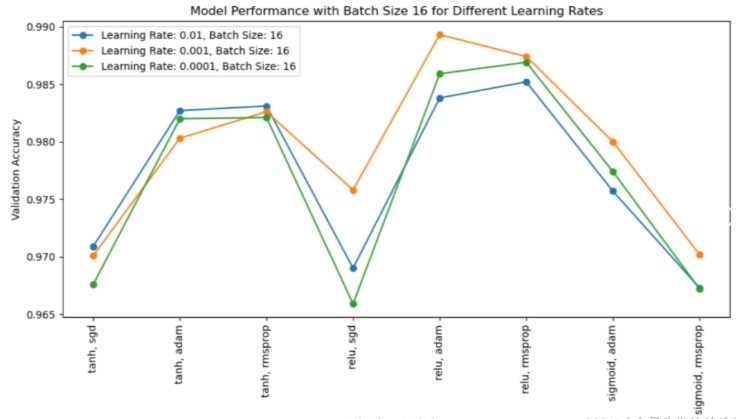 Model Performance with Batch Size 16 for Different Learning Rates
Learning Rate: 0.01, Batch Size: 16
Learning Rate: 0.001, Batch Size: 16
Learning Rate: 0.0001, Batch Size: 16
Validation Accuracy
0.990
0.985
0.980
0.975
0.970
0.965
tanh, sgd
tanh, adam
tanh, rmsprop
relu, sgd
relu, adam
relu, rmsprop
sigmoid, adam
sigmoid, rmsprop